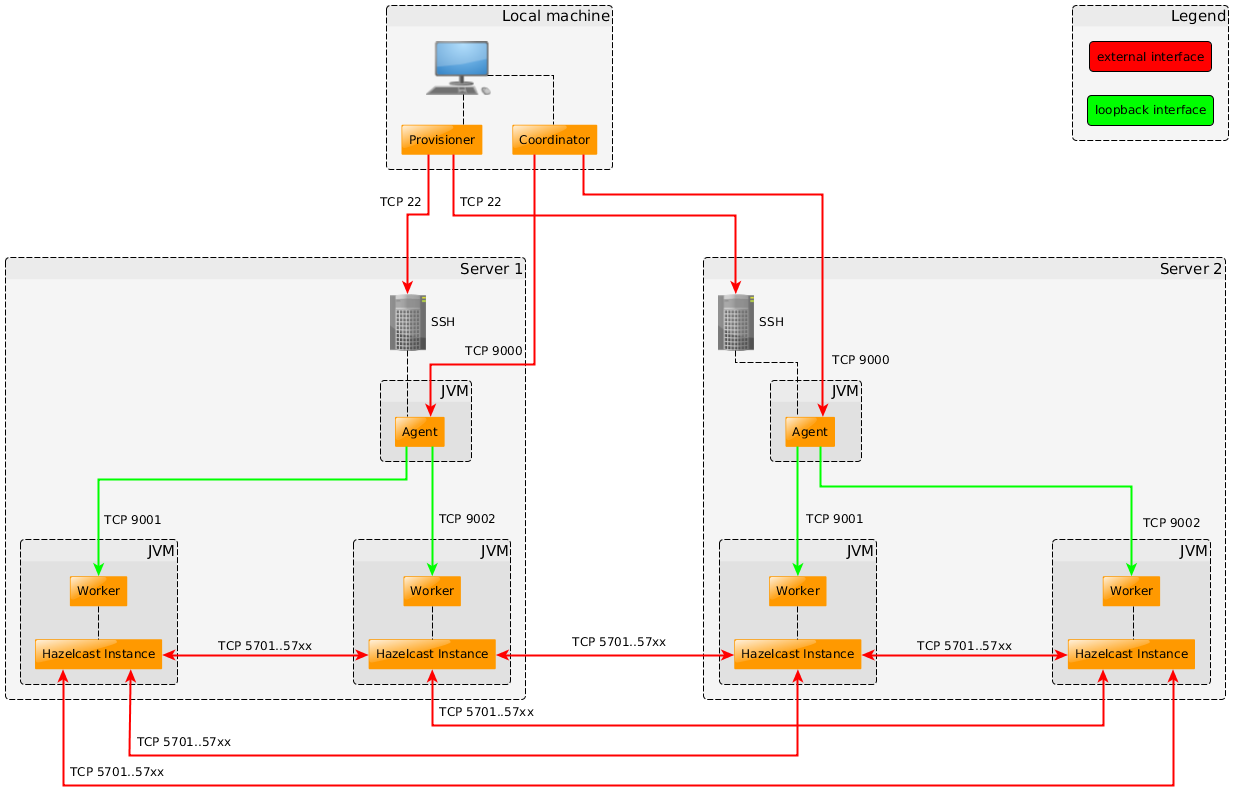 Local machine
Legend
external interface
loopback interface
Provisioner
Coordinator
TCP 22
TCP 22
Server 1
Server 2
SSH
SSH
TCP 9000
TCP 9000
JVM
JVM
Agent
Agent
TCP 9001
TCP 9002
TCP 9001
TCP 9002
JVM
JVM
JVM
JVM
Worker
Worker
Worker
Worker
Hazelcast Instance
TCP 5701..57xx
Hazelcast Instance
TCP 5701..57xx
Hazelcast Instance
TCP 5701..57xx
Hazelcast Instance
TCP 5701..57xx
TCP 5701..57xx
TCP 5701..57xx